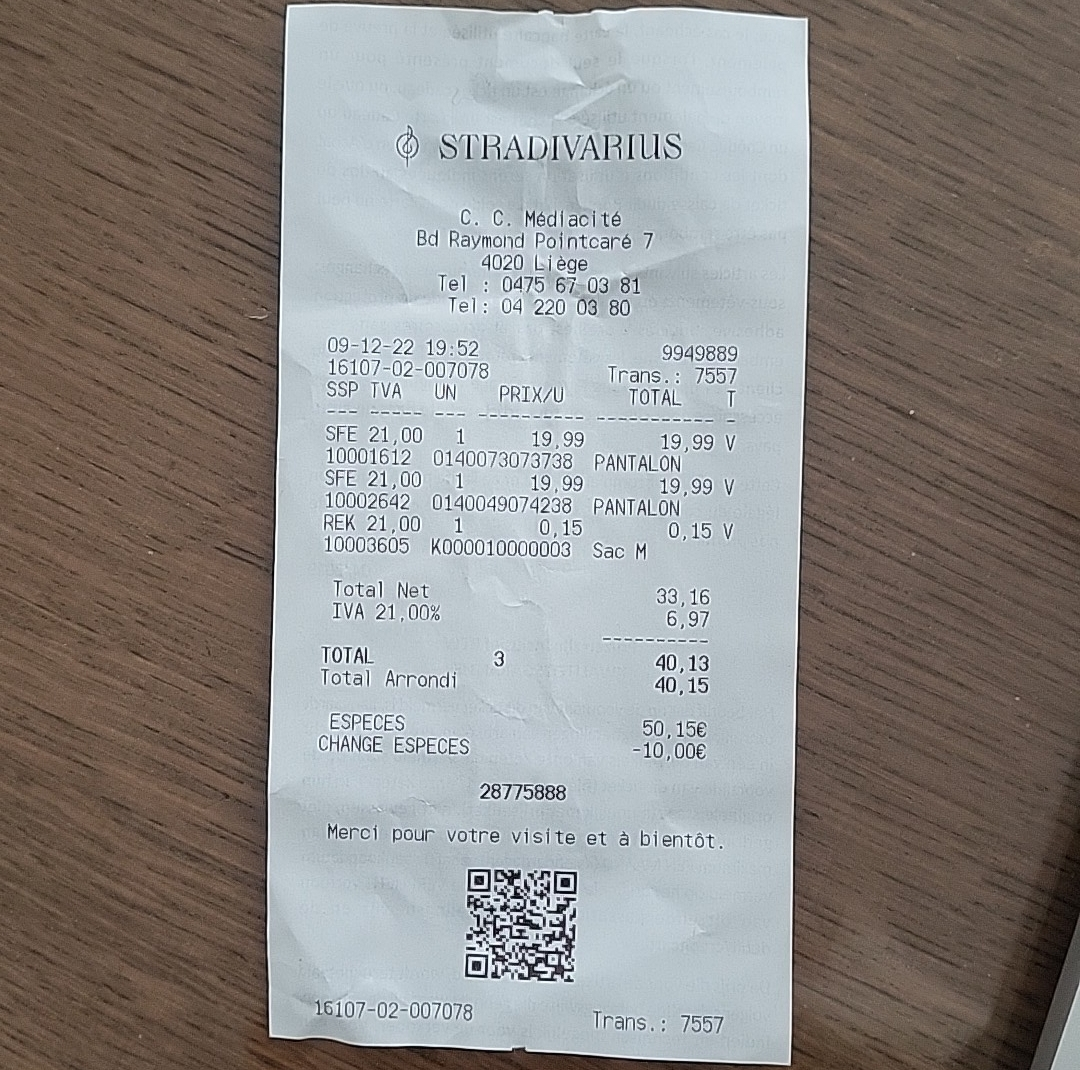 STRADIVARIUS
C. C. Médiacité
Bd Raymond Pointcaré 7
4020 Liège
Tel : 0475 67 03 81
Tel: 04 220 03 80
09-12-22 19:52 9949889
16107-02-007078 Trans.: 7557
SSP TVA UN PRIX/U TOTAL T
--- ----- --- ---------- ----------- -
SFE 21,00 1 19,99 19,99 V
10001612 0140073073738 PANTALON
SFE 21,00 1 19,99 19,99 V
10002642 0140049074238 PANTALON
REK 21,00 1 0,15 0,15 V
10003605 K000010000003 Sac M
Total Net 33,16
IVA 21,00% 6,97
----------
TOTAL 3 40,13
Total Arrondi 40,15
ESPECES 50,15€
CHANGE ESPECES -10,00€
28775888
Merci pour votre visite et à bientôt.
16107-02-007078 Trans.: 7557